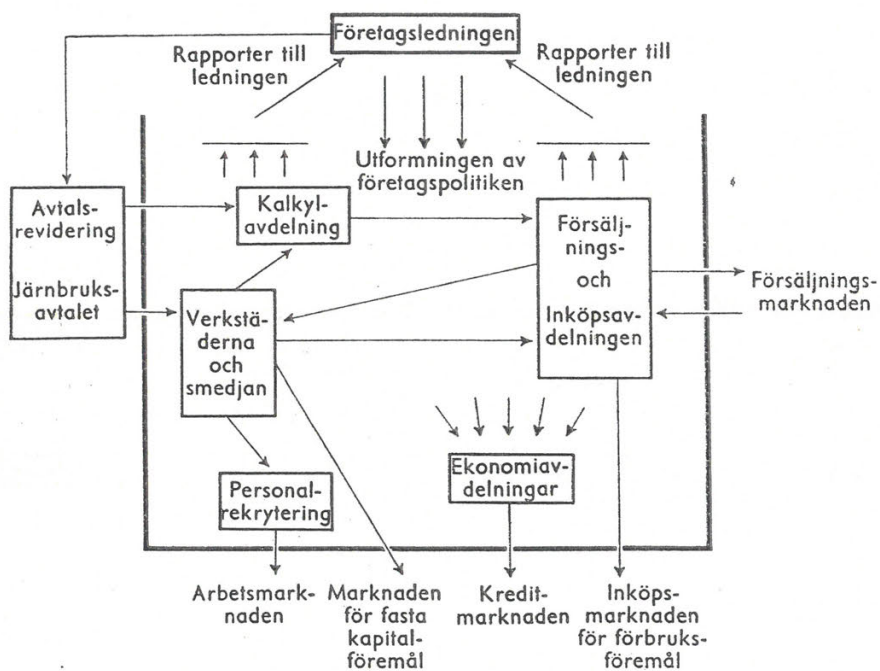 Företagsledningen
Rapporter till
ledningen
Rapporter till
ledningen
Utformningen av
företagspolitiken
Avtals-
revidering
Järnbruks-
avtalet
Kalkyl-
avdelning
Försälj-
nings-
och
Inköpsav-
delningen
Försäljnings-
marknaden
Verkstä-
derna
och
smedjan
Personal-
rekrytering
Ekonomiav-
delningar
Arbetsmark-
naden
Marknaden
för fasta
kapital-
föremål
Kredit-
marknaden
Inköps-
marknaden
för förbruks-
föremål